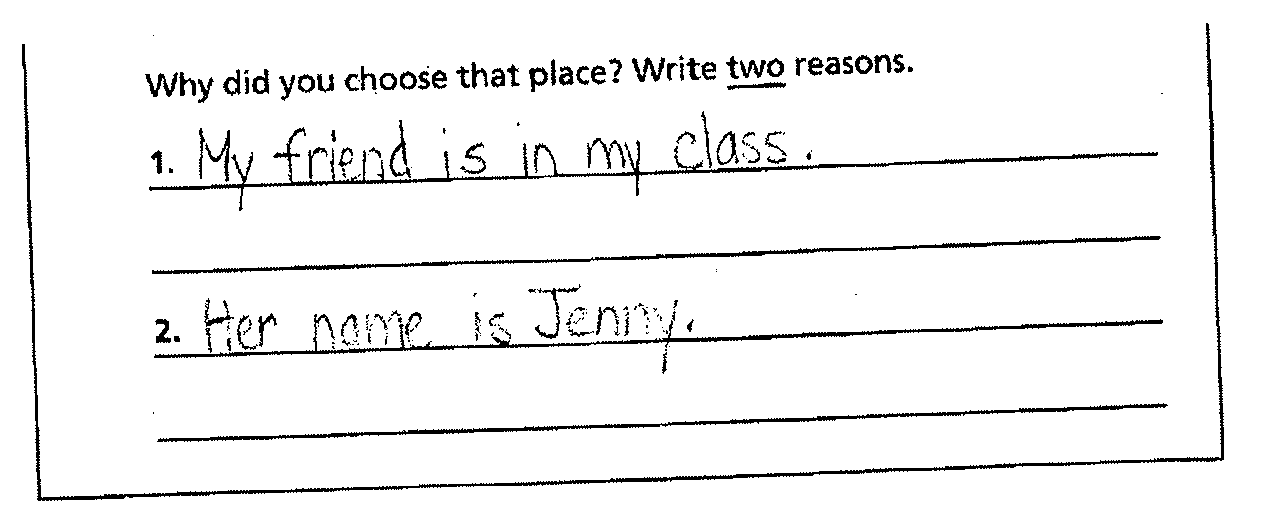 Why did you choose that place? Write two reasons.
1. My friend is in my class.
2. Her name is Jenny.